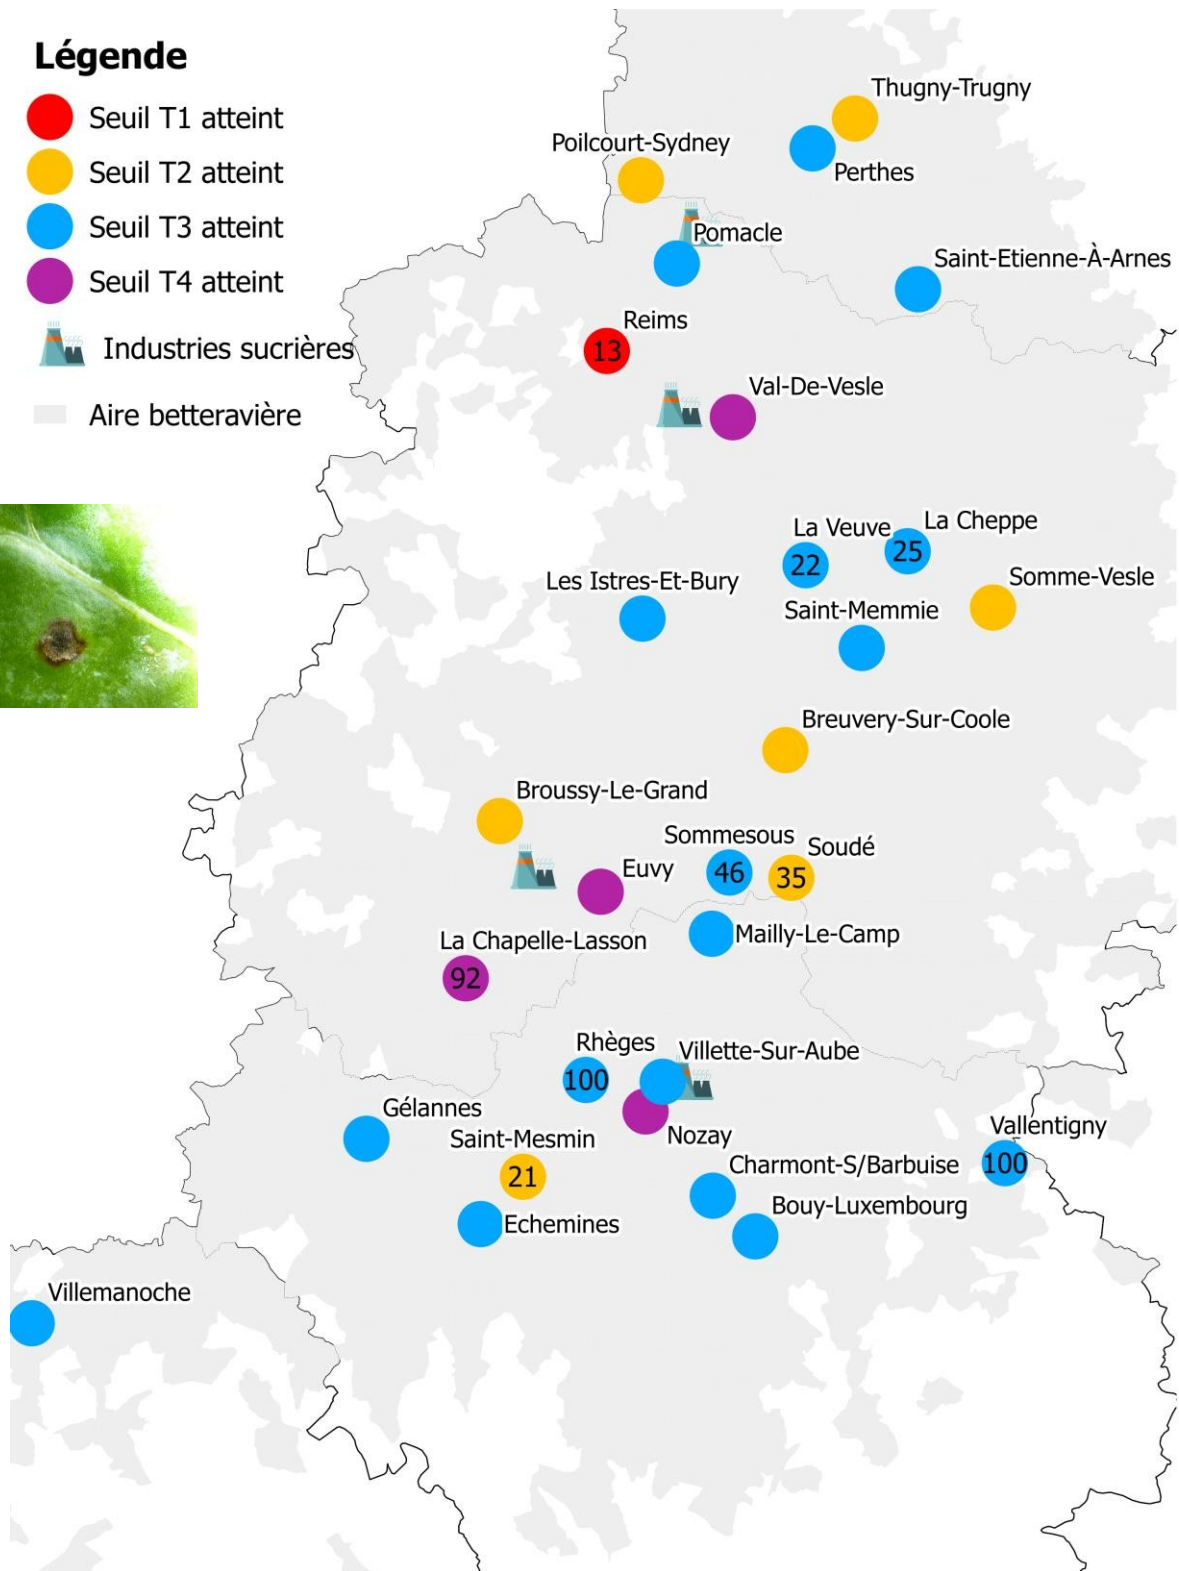 Légende
Seuil T1 atteint
Seuil T2 atteint
Seuil T3 atteint
Seuil T4 atteint
Industries sucrières
Aire betteravière
Thugny-Trugny
Poilcourt-Sydney
Perthes
Pomacle
Saint-Etienne-À-Arnes
Reims
13
Val-De-Vesle
La Veuve
22
La Cheppe
25
Les Istres-Et-Bury
Somme-Vesle
Saint-Memmie
Breuvery-Sur-Coole
Broussy-Le-Grand
Sommesous
46
Soudé
35
Euvy
Mailly-Le-Camp
La Chapelle-Lasson
92
Rhèges
100
Villette-Sur-Aube
Nozay
Gélannes
Saint-Mesmin
21
Vallentigny
100
Charmont-S/Barbuise
Bouy-Luxembourg
Echemines
Villemanoche